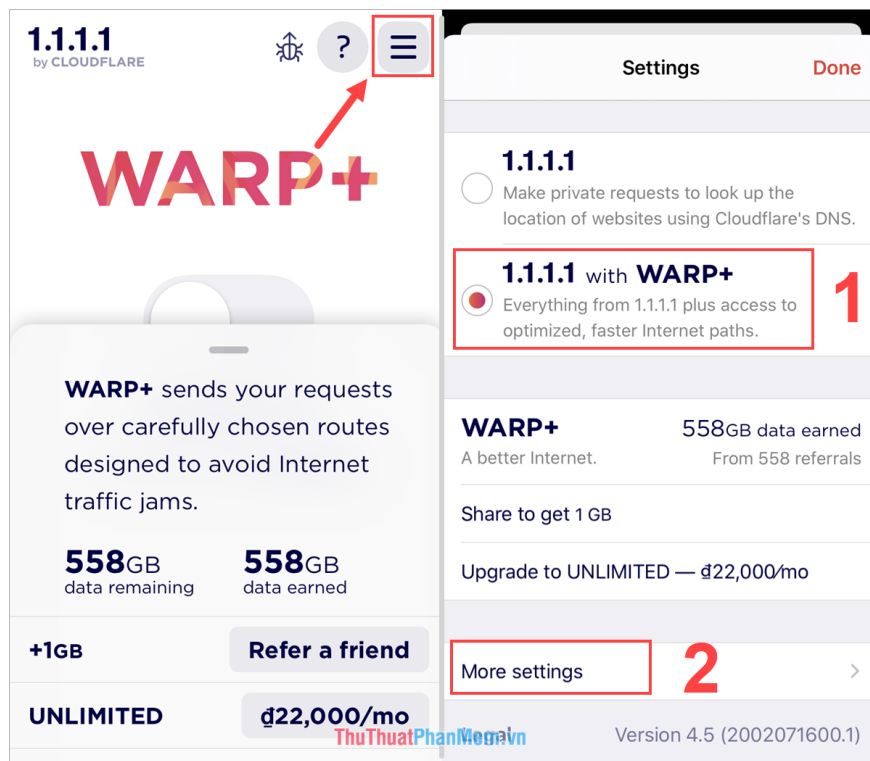 1.1.1.1
by CLOUDFLARE
?
WARP+
WARP+ sends your requests
over carefully chosen routes
designed to avoid Internet
traffic jams.
558GB
data remaining
558GB
data earned
+1GB
Refer a friend
UNLIMITED
₫22,000/mo
Settings
Done
1.1.1.1
Make private requests to look up the
location of websites using Cloudflare's DNS.
1.1.1.1 with WARP+
Everything from 1.1.1.1 plus access to
optimized, faster Internet paths.
1
WARP+
558GB data earned
A better Internet.
From 558 referrals
Share to get 1 GB
Upgrade to UNLIMITED — ₫22,000/mo
More settings
2
Legal
Version 4.5 (2002071600.1)
ThuThuatPhanMem.vn